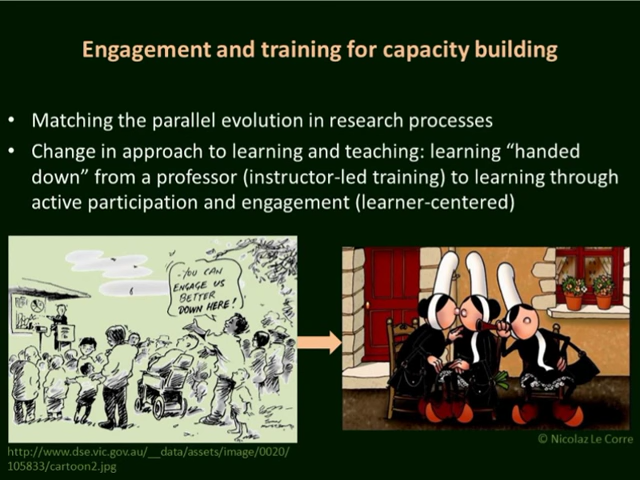 Engagement and training for capacity building
• Matching the parallel evolution in research processes
• Change in approach to learning and teaching: learning “handed
down” from a professor (instructor-led training) to learning through
active participation and engagement (learner-centered)
-YOU CAN
ENGAGE US
BETTER
DOWN HERE!
© Nicolaz Le Corre
http://www.dse.vic.gov.au/__data/assets/image/0020/
105833/cartoon2.jpg